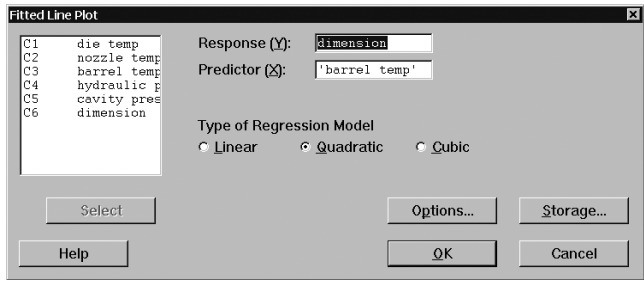 Fitted Line Plot
C1 die temp
C2 nozzle temp
C3 barrel temp
C4 hydraulic p
C5 cavity pres
C6 dimension
Response (Y): dimension
Predictor (X): 'barrel temp'
Type of Regression Model
Linear Quadratic Cubic
Select Options... Storage...
Help OK Cancel